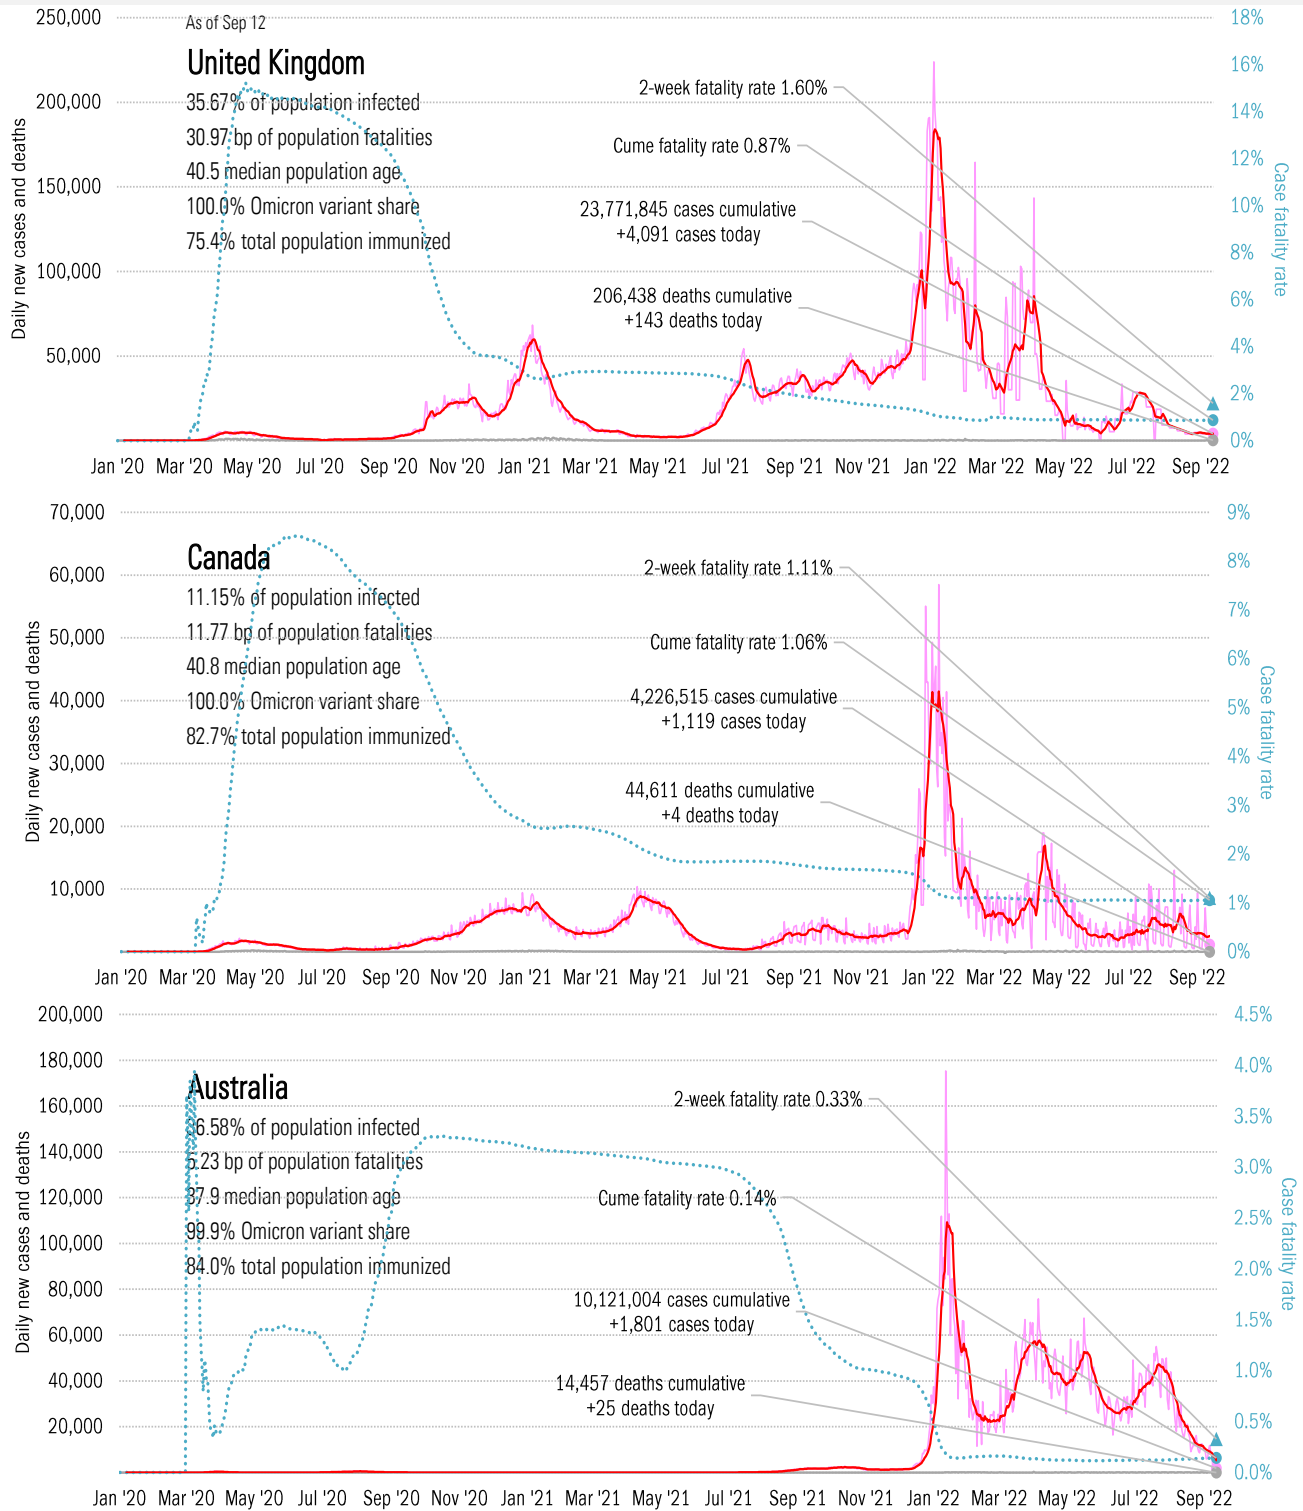 250,000
As of Sep 12
18%
United Kingdom
16%
2-week fatality rate 1.60%
200,000
35.67% of population infected
14%
30.97 bp of population fatalities
Cume fatality rate 0.87%
12%
40.5 median population age
150,000
100.0% Omicron variant share
23,771,845 cases cumulative
10%
+4,091 cases today
75.4% total population immunized
8%
100,000
206,438 deaths cumulative
6%
+143 deaths today
50,000
4%
2%
0%
Daily new cases and deaths
Case fatality rate
Jan '20 Mar '20 May '20 Jul '20 Sep '20 Nov '20 Jan '21 Mar '21 May '21 Jul '21 Sep '21 Nov '21 Jan '22 Mar '22 May '22 Jul '22 Sep '22
70,000
9%
Canada
2-week fatality rate 1.11%
8%
60,000
11.15% of population infected
7%
11.77 bp of population fatalities
50,000
Cume fatality rate 1.06%
6%
40.8 median population age
40,000
100.0% Omicron variant share
4,226,515 cases cumulative
5%
+1,119 cases today
82.7% total population immunized
4%
30,000
44,611 deaths cumulative
3%
+4 deaths today
20,000
2%
10,000
1%
0%
Daily new cases and deaths
Case fatality rate
Jan '20 Mar '20 May '20 Jul '20 Sep '20 Nov '20 Jan '21 Mar '21 May '21 Jul '21 Sep '21 Nov '21 Jan '22 Mar '22 May '22 Jul '22 Sep '22
200,000
4.5%
180,000
4.0%
Australia
2-week fatality rate 0.33%
160,000
3.5%
36.58% of population infected
140,000
5.23 bp of population fatalities
3.0%
120,000
37.9 median population age
Cume fatality rate 0.14%
2.5%
99.9% Omicron variant share
100,000
84.0% total population immunized
2.0%
80,000
10,121,004 cases cumulative
1.5%
+1,801 cases today
60,000
1.0%
40,000
14,457 deaths cumulative
+25 deaths today
0.5%
20,000
0.0%
Daily new cases and deaths
Case fatality rate
Jan '20 Mar '20 May '20 Jul '20 Sep '20 Nov '20 Jan '21 Mar '21 May '21 Jul '21 Sep '21 Nov '21 Jan '22 Mar '22 May '22 Jul '22 Sep '22